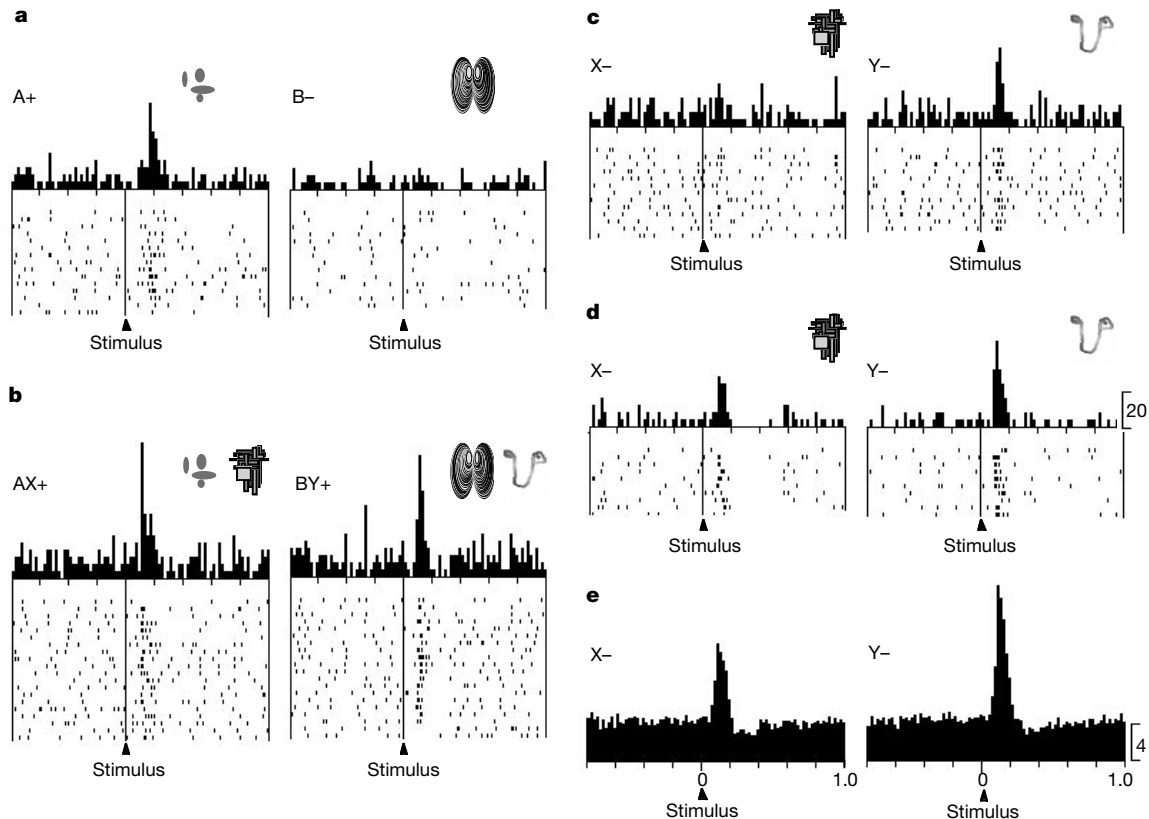 a
A+
B–
Stimulus
Stimulus
b
AX+
BY+
Stimulus
Stimulus
c
X–
Y–
Stimulus
Stimulus
d
X–
Y–
20
Stimulus
Stimulus
e
X–
Y–
4
0
0 1.0
1.0
Stimulus
Stimulus